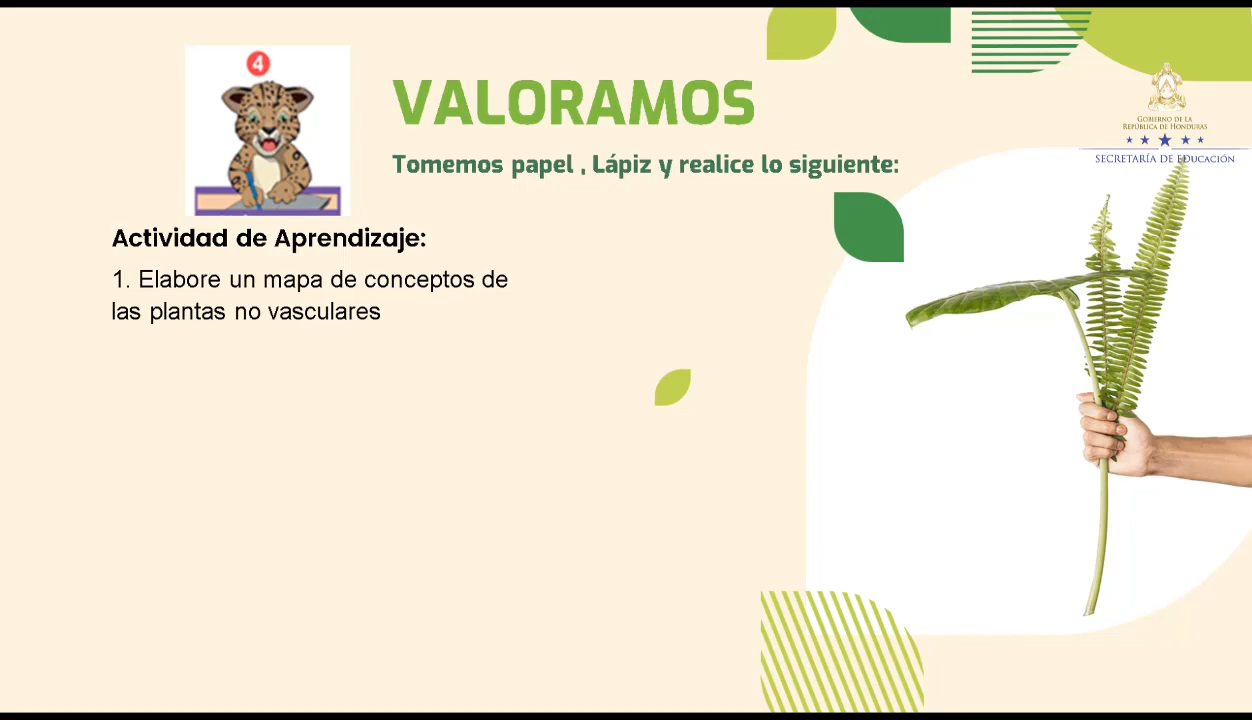 4
VALORAMOS
Tomemos papel , Lápiz y realice lo siguiente:
GOBIERNO DE LA
REPÚBLICA DE HONDURAS
SECRETARÍA DE EDUCACIÓN
Actividad de Aprendizaje:
1. Elabore un mapa de conceptos de
las plantas no vasculares